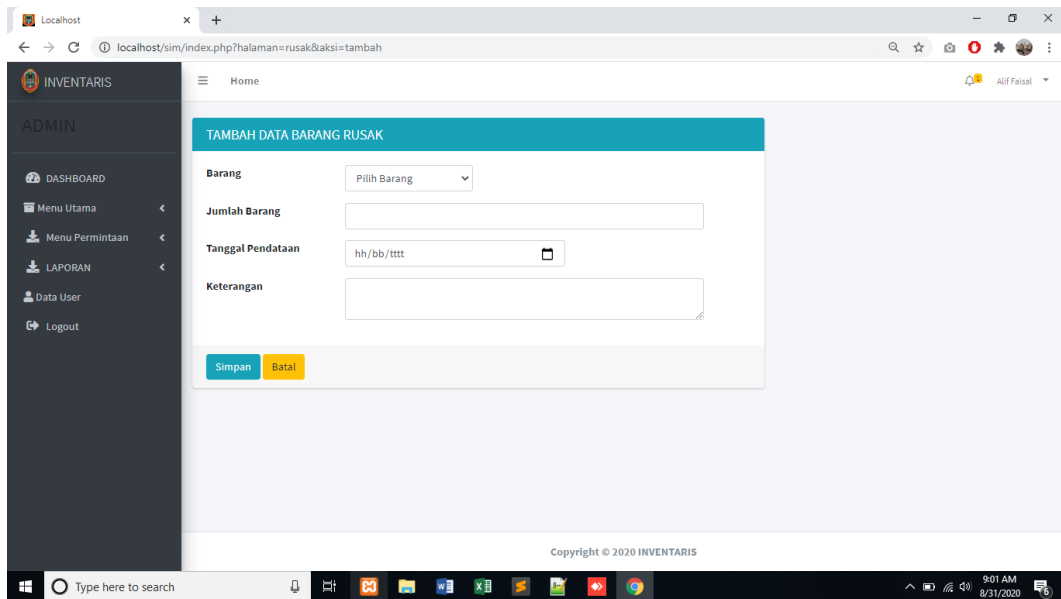 Localhost
localhost/sim/index.php?halaman=rusak&aksi=tambah
INVENTARIS
Home
1
Alif Faisal
ADMIN
TAMBAH DATA BARANG RUSAK
DASHBOARD
Menu Utama
Menu Permintaan
LAPORAN
Data User
Logout
Barang
Pilih Barang
Jumlah Barang
Tanggal Pendataan
hh/bb/tttt
Keterangan
Simpan
Batal
Copyright © 2020 INVENTARIS
Type here to search
9:01 AM
8/31/2020
6